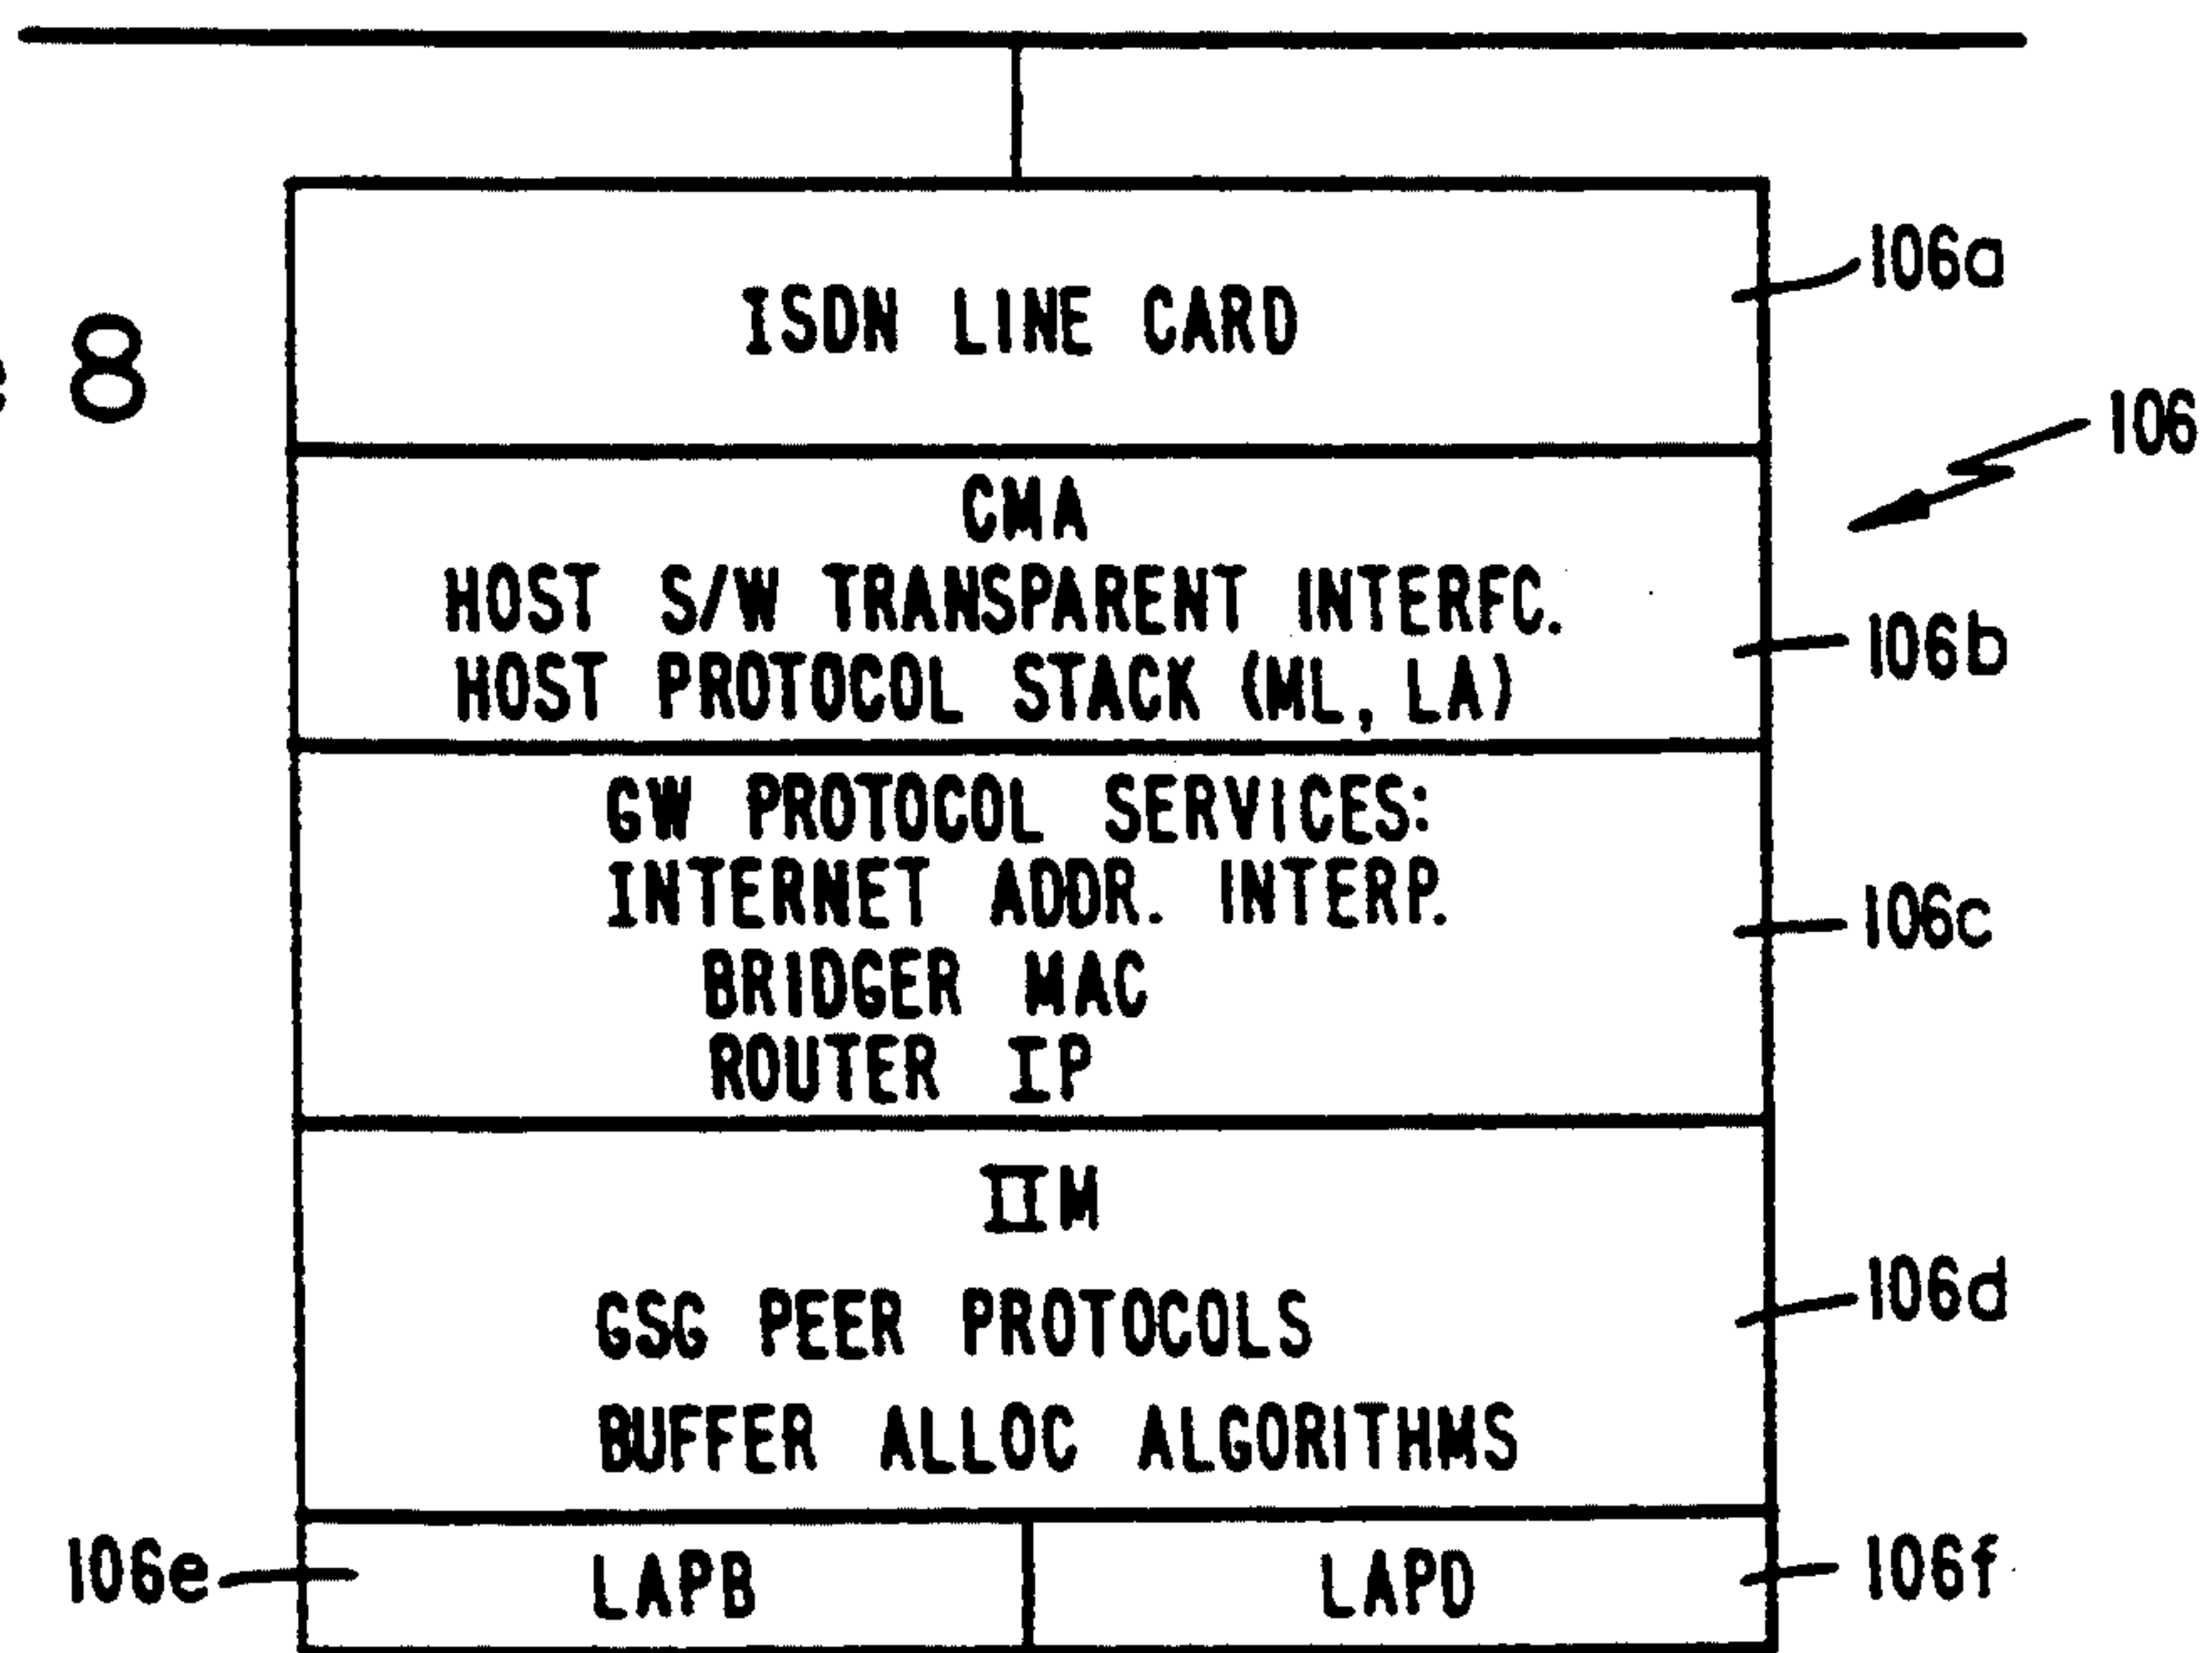 8
ISDN LINE CARD
106a
106
CMA
HOST S/W TRANSPARENT INTERFC.
HOST PROTOCOL STACK (ML, LA)
106b
GW PROTOCOL SERVICES:
INTERNET ADDR. INTERP.
BRIDGER MAC
ROUTER IP
106c
IIM
GSG PEER PROTOCOLS
BUFFER ALLOC ALGORITHMS
106d
106e
LAPB
LAPD
106f